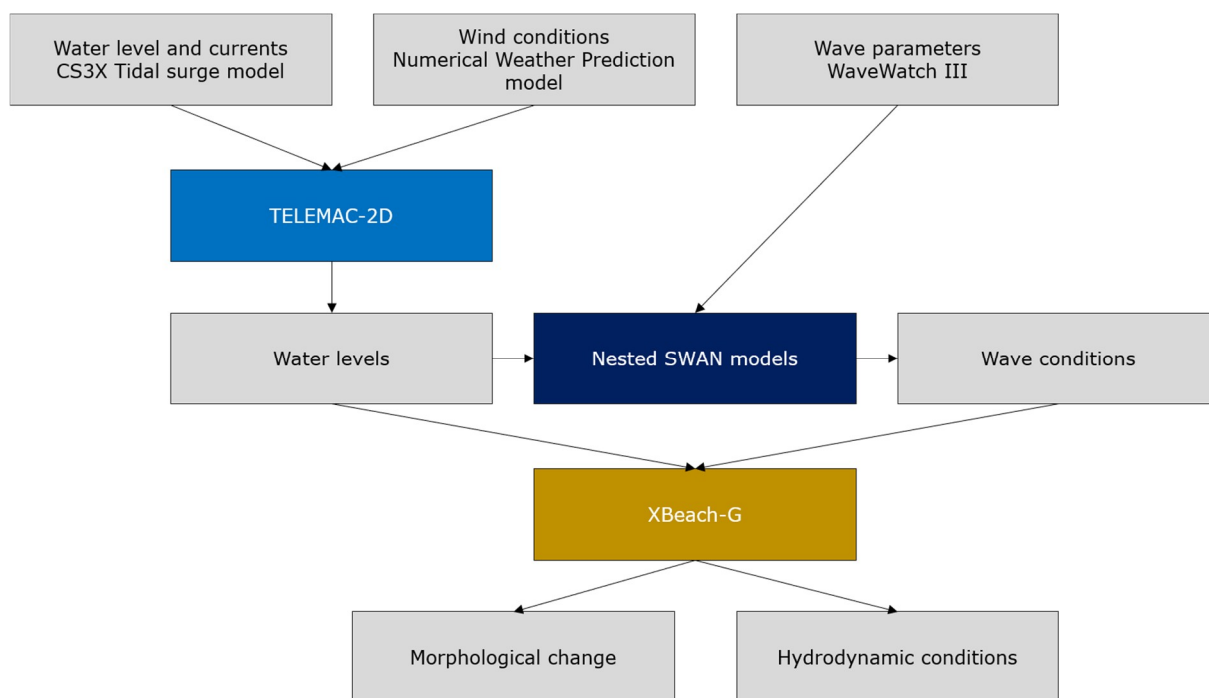 Water level and currents
CS3X Tidal surge model
Wind conditions
Numerical Weather Prediction
model
Wave parameters
WaveWatch III
TELEMAC-2D
Water levels
Nested SWAN models
Wave conditions
XBeach-G
Morphological change
Hydrodynamic conditions